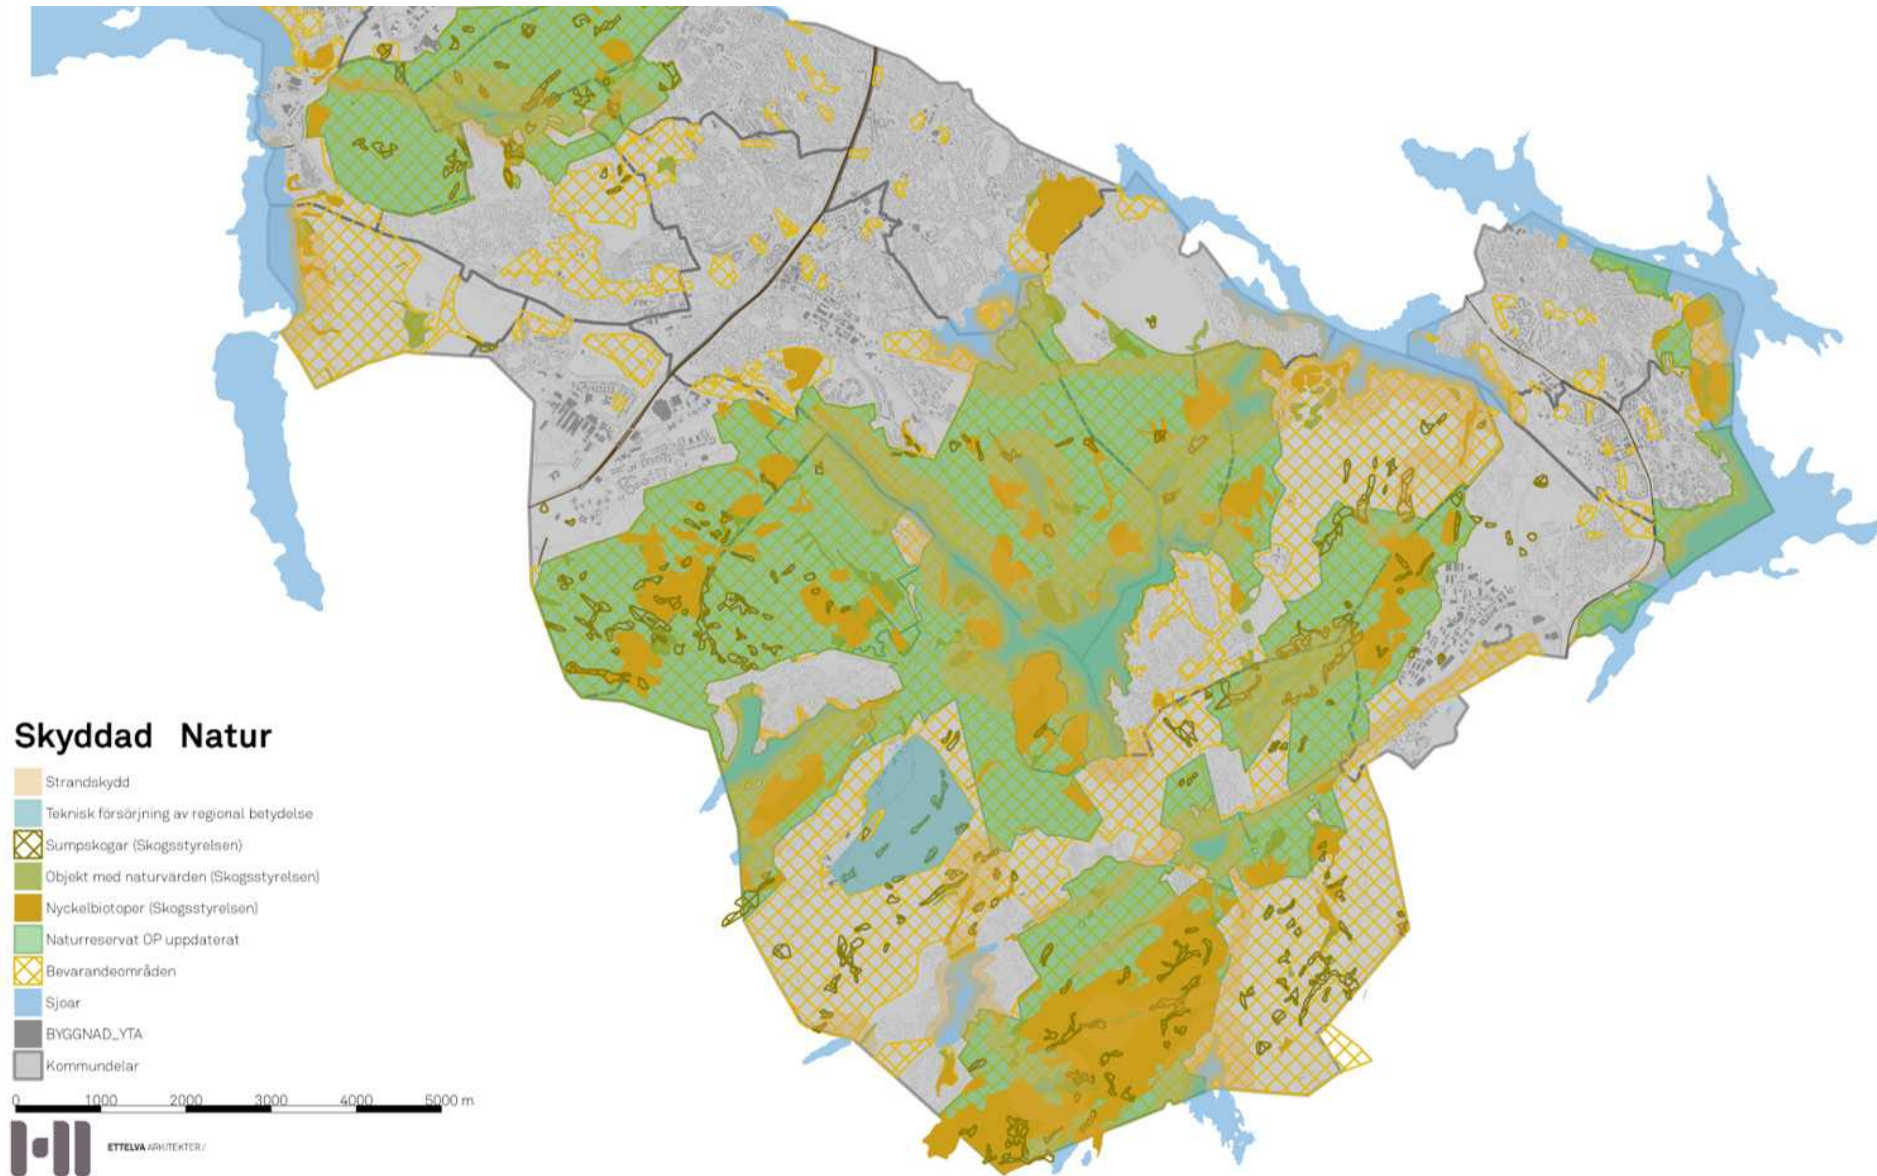 Skyddad Natur
Strandskydd
Teknisk försörjning av regional betydelse
Sumpskogar (Skogsstyrelsen)
Objekt med naturvärden (Skogsstyrelsen)
Nyckelbiotoper (Skogsstyrelsen)
Naturreservat OP uppdaterat
Bevarandeområden
Sjoar
BYGGNAD_YTA
Kommundelar
0 1000 2000 3000 4000 5000 m
ETTELVA ARKITEKTER /